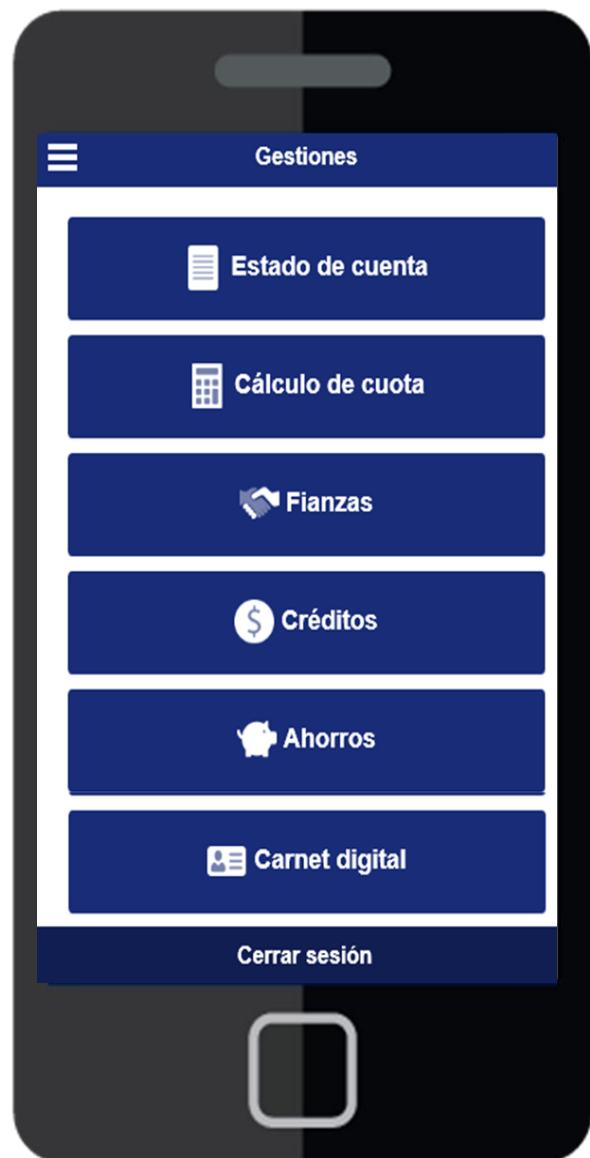 Gestiones
Estado de cuenta
Cálculo de cuota
Fianzas
$ Créditos
Ahorros
Carnet digital
Cerrar sesión